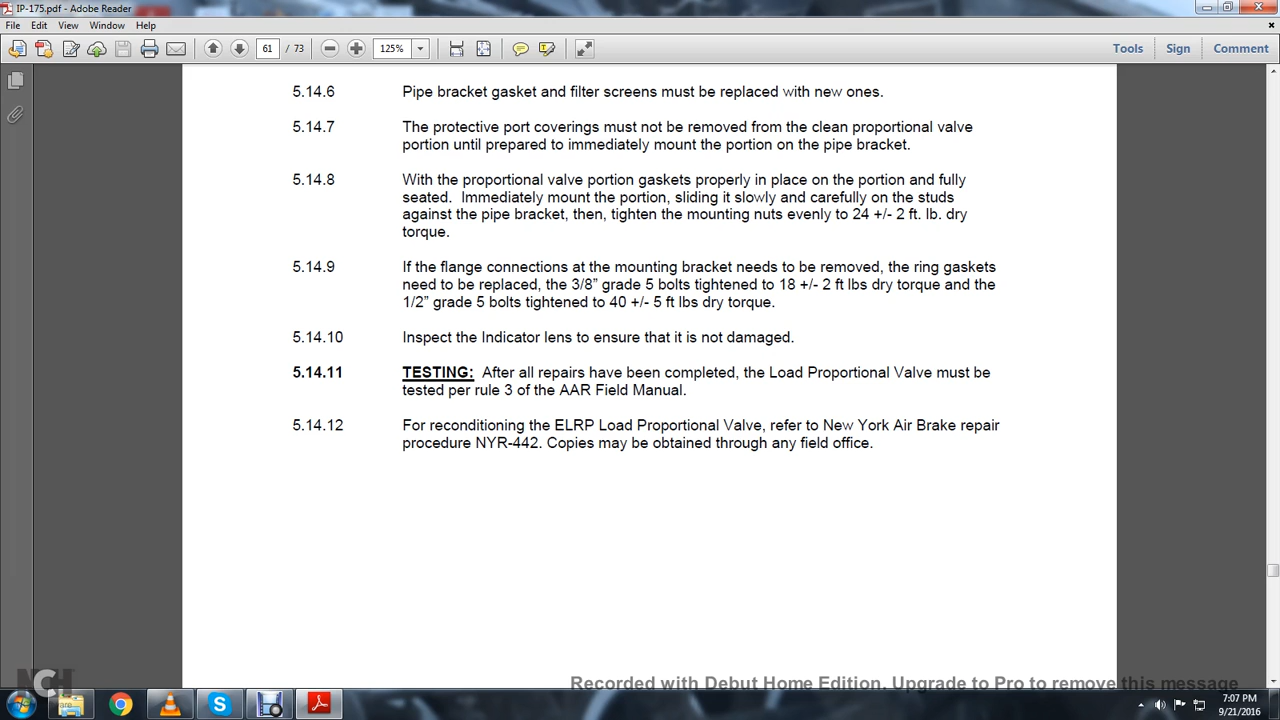 IP-175.pdf - Adobe Reader
File Edit View Window Help
61 / 73 125% Tools Sign Comment
5.14.6 Pipe bracket gasket and filter screens must be replaced with new ones.
5.14.7 The protective port coverings must not be removed from the clean proportional valve
portion until prepared to immediately mount the portion on the pipe bracket.
5.14.8 With the proportional valve portion gaskets properly in place on the portion and fully
seated. Immediately mount the portion, sliding it slowly and carefully on the studs
against the pipe bracket, then, tighten the mounting nuts evenly to 24 +/- 2 ft. lb. dry
torque.
5.14.9 If the flange connections at the mounting bracket needs to be removed, the ring gaskets
need to be replaced, the 3/8” grade 5 bolts tightened to 18 +/- 2 ft lbs dry torque and the
1/2” grade 5 bolts tightened to 40 +/- 5 ft lbs dry torque.
5.14.10 Inspect the Indicator lens to ensure that it is not damaged.
5.14.11 TESTING: After all repairs have been completed, the Load Proportional Valve must be
tested per rule 3 of the AAR Field Manual.
5.14.12 For reconditioning the ELRP Load Proportional Valve, refer to New York Air Brake repair
procedure NYR-442. Copies may be obtained through any field office.
NCH
Recorded with Debut Home Edition. Upgrade to Pro to remove this message
7:07 PM
9/21/2016